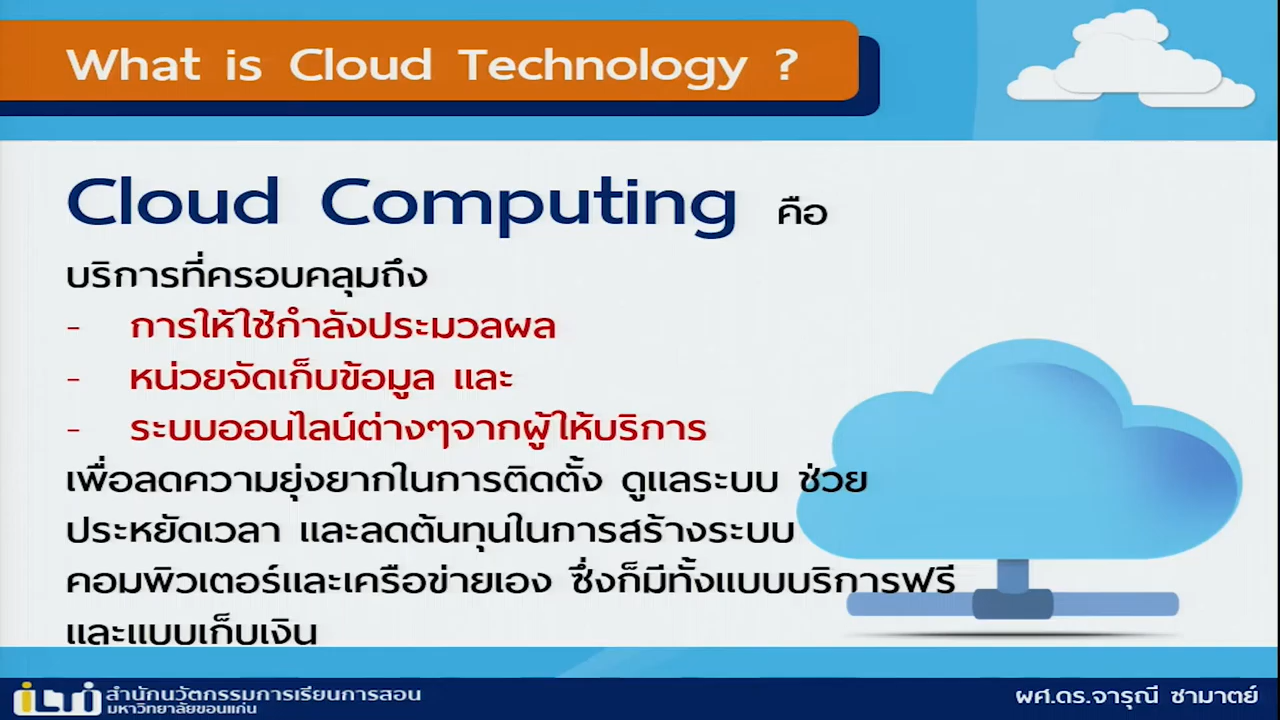 What is Cloud Technology ?
Cloud Computing คือ
บริการที่ครอบคลุมถึง
- การให้ใช้กำลังประมวลผล
- หน่วยจัดเก็บข้อมูล และ
- ระบบออนไลน์ต่างๆจากผู้ให้บริการ
เพื่อลดความยุ่งยากในการติดตั้ง ดูแลระบบ ช่วย
ประหยัดเวลา และลดต้นทุนในการสร้างระบบ
คอมพิวเตอร์และเครือข่ายเอง ซึ่งก็มีทั้งแบบบริการฟรี
และแบบเก็บเงิน
สำนักนวัตกรรมการเรียนการสอน
มหาวิทยาลัยขอนแก่น
ผศ.ดร.จารุณี ซามาตย์